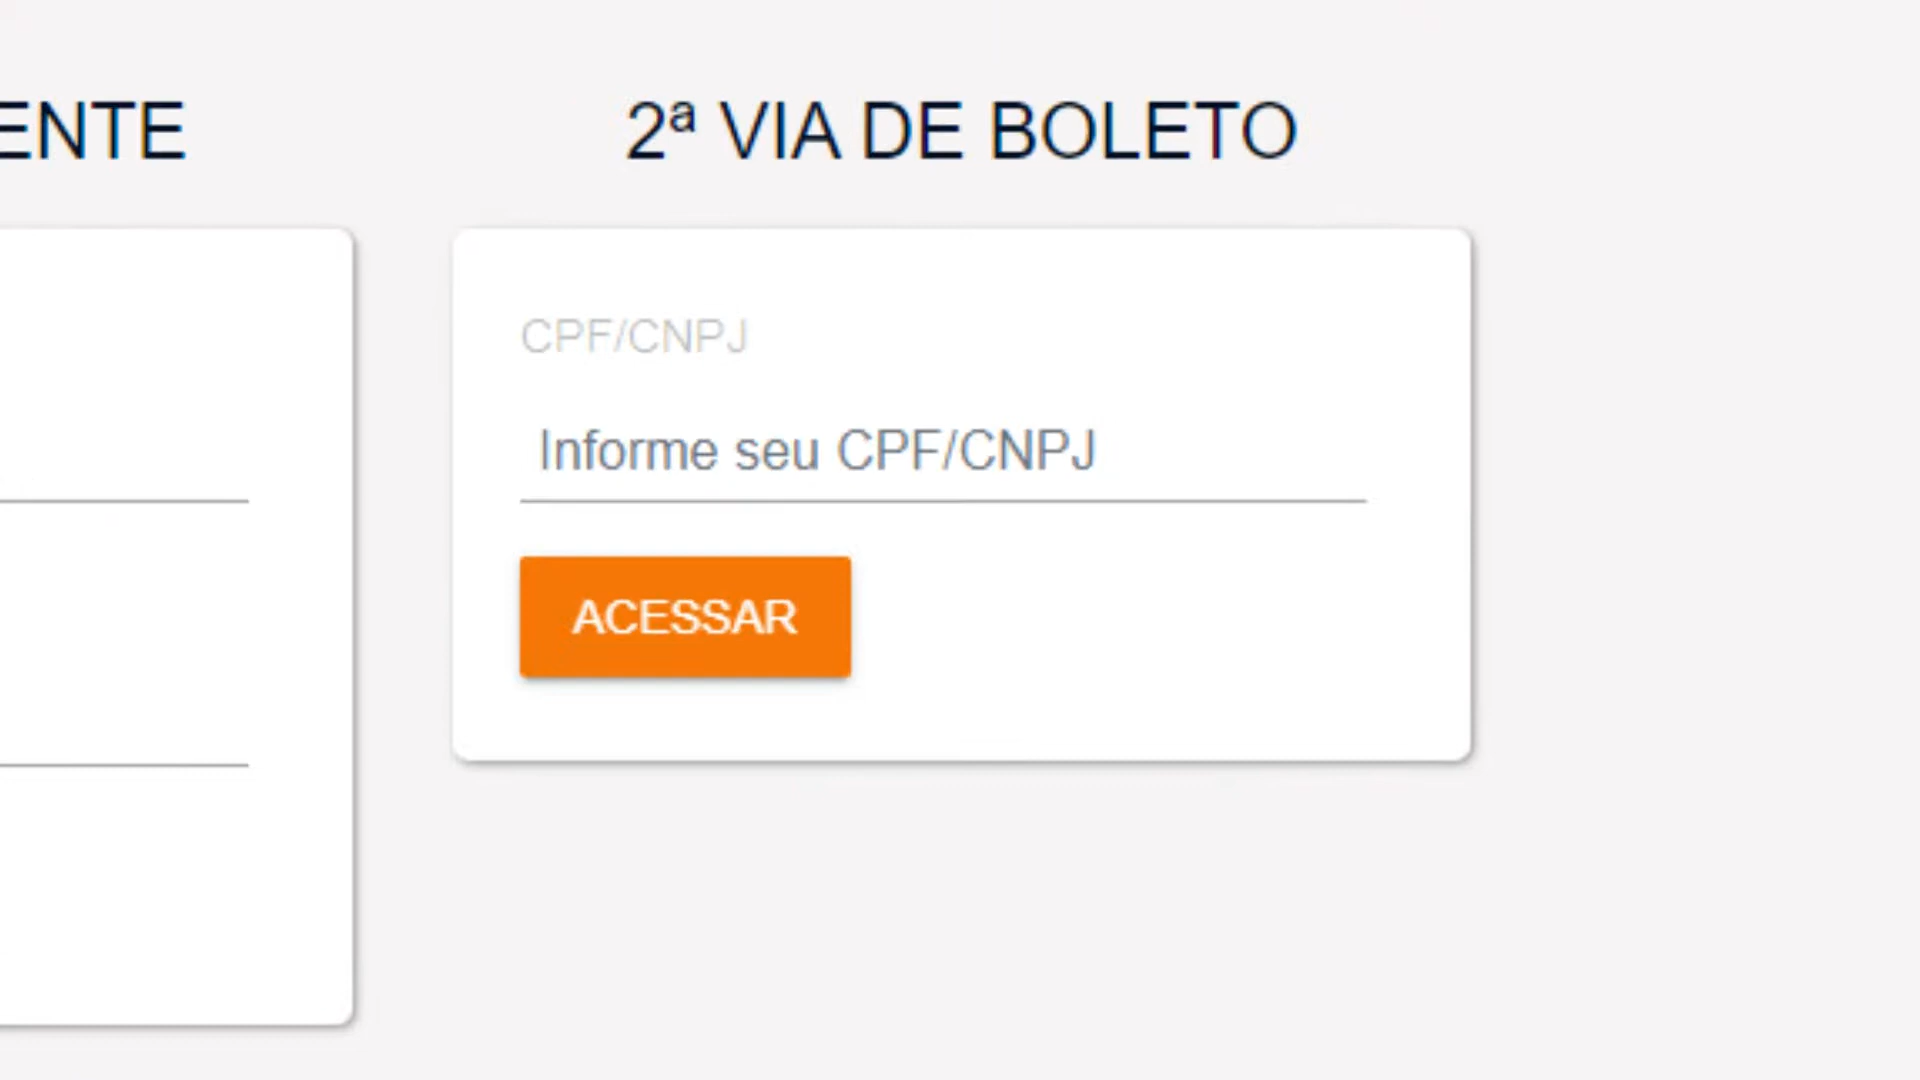 ENTE
2ª VIA DE BOLETO
CPF/CNPJ
Informe seu CPF/CNPJ
ACESSAR